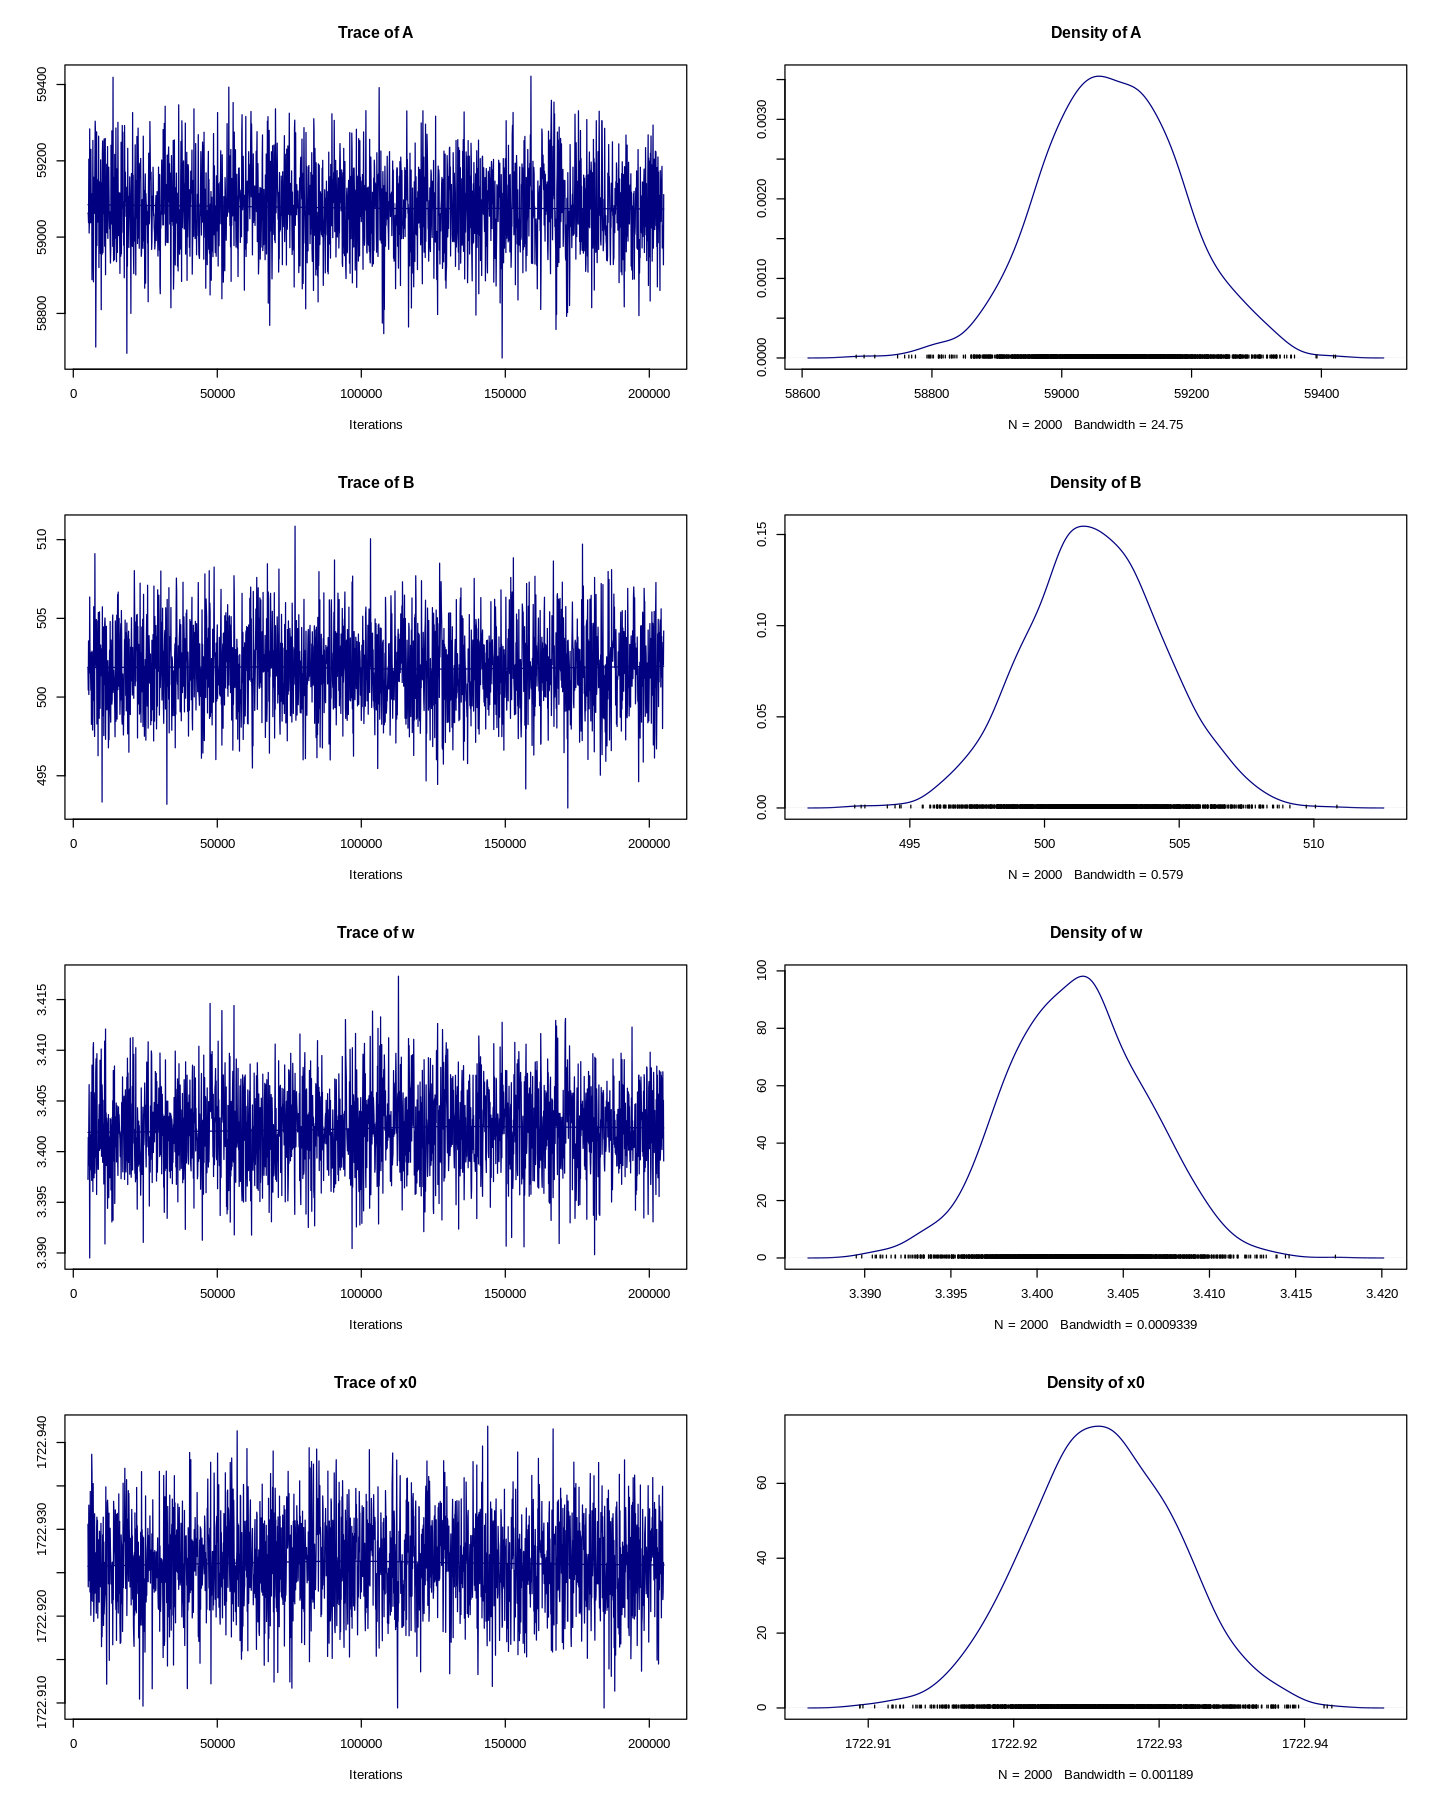 Trace of A
Density of A
59400
59200
59000
58800
0 50000 100000 150000 200000
Iterations
0.0030
0.0020
0.0010
0.0000
58600 58800 59000 59200 59400
N = 2000 Bandwidth = 24.75
Trace of B
Density of B
510
505
500
495
0 50000 100000 150000 200000
Iterations
0.15
0.10
0.05
0.00
495 500 505 510
N = 2000 Bandwidth = 0.579
Trace of w
Density of w
3.415
3.410
3.405
3.400
3.395
3.390
0 50000 100000 150000 200000
Iterations
100
80
60
40
20
0
3.390 3.395 3.400 3.405 3.410 3.415 3.420
N = 2000 Bandwidth = 0.0009339
Trace of x0
Density of x0
1722.940
1722.930
1722.920
1722.910
0 50000 100000 150000 200000
Iterations
60
40
20
0
1722.91 1722.92 1722.93 1722.94
N = 2000 Bandwidth = 0.001189